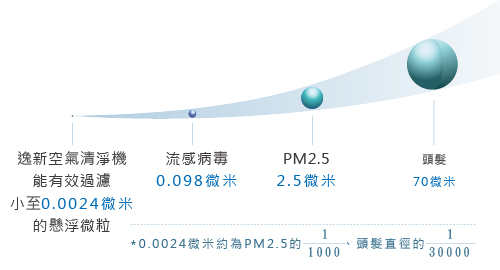 逸新空氣清淨機
能有效過濾
小至0.0024微米
的懸浮微粒
流感病毒
0.098微米
PM2.5
2.5微米
頭髮
70微米
*0.0024微米約為PM2.5的1/1000、頭髮直徑的1/30000